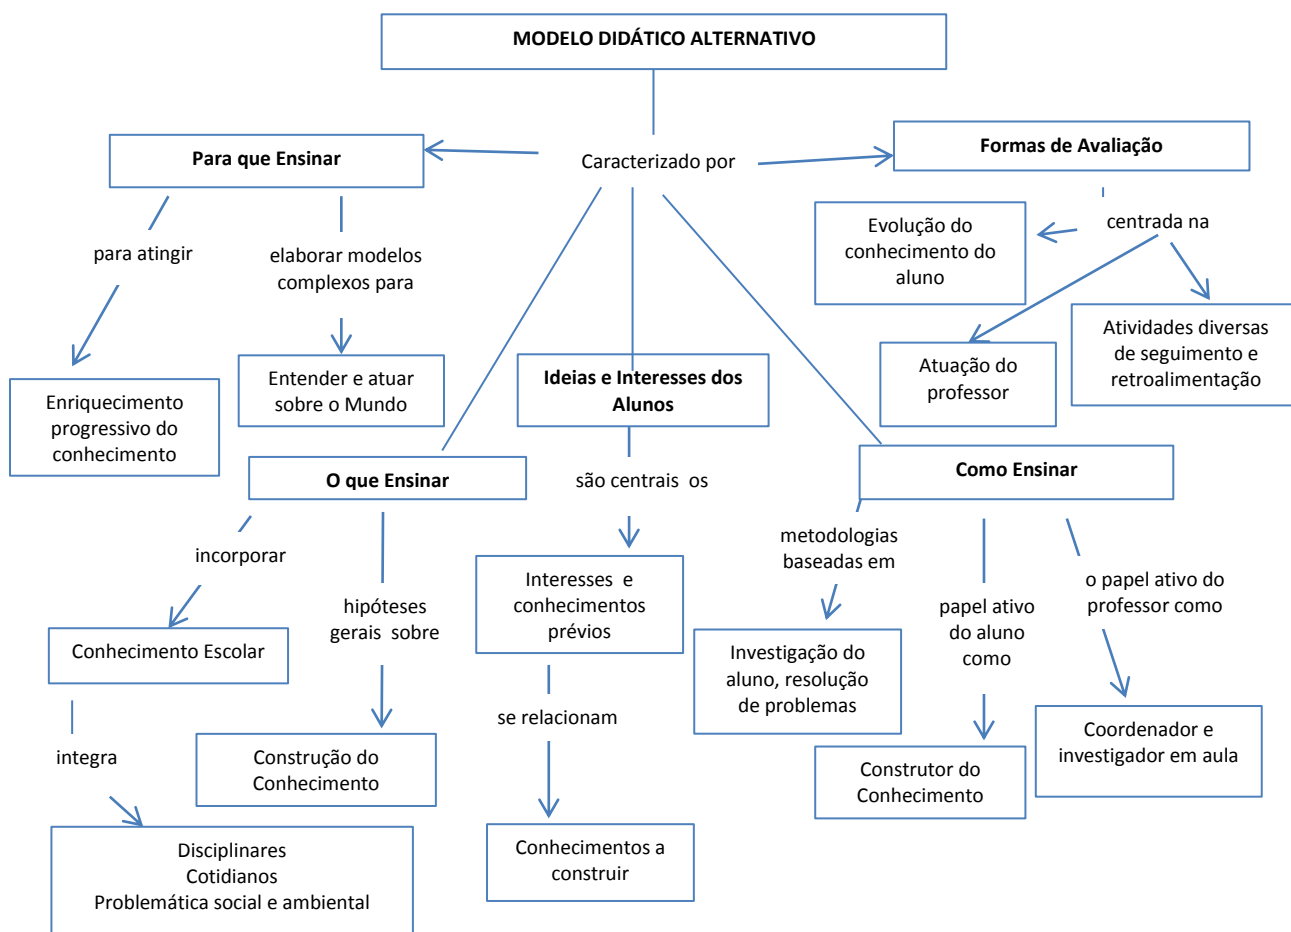 MODELO DIDÁTICO ALTERNATIVO
Para que Ensinar
Caracterizado por
Formas de Avaliação
para atingir
elaborar modelos
complexos para
Evolução do
conhecimento do
aluno
centrada na
Enriquecimento
progressivo do
conhecimento
Entender e atuar
sobre o Mundo
Ideias e Interesses dos
Alunos
Atuação do
professor
Atividades diversas
de seguimento e
retroalimentação
O que Ensinar
são centrais os
Como Ensinar
incorporar
hipóteses
gerais sobre
Interesses e
conhecimentos
prévios
metodologias
baseadas em
papel ativo
do aluno
como
o papel ativo do
professor como
Conhecimento Escolar
Investigação do
aluno, resolução
de problemas
integra
Construção do
Conhecimento
se relacionam
Construtor do
Conhecimento
Coordenador e
investigador em aula
Disciplinares
Cotidianos
Problemática social e ambiental
Conhecimentos a
construir